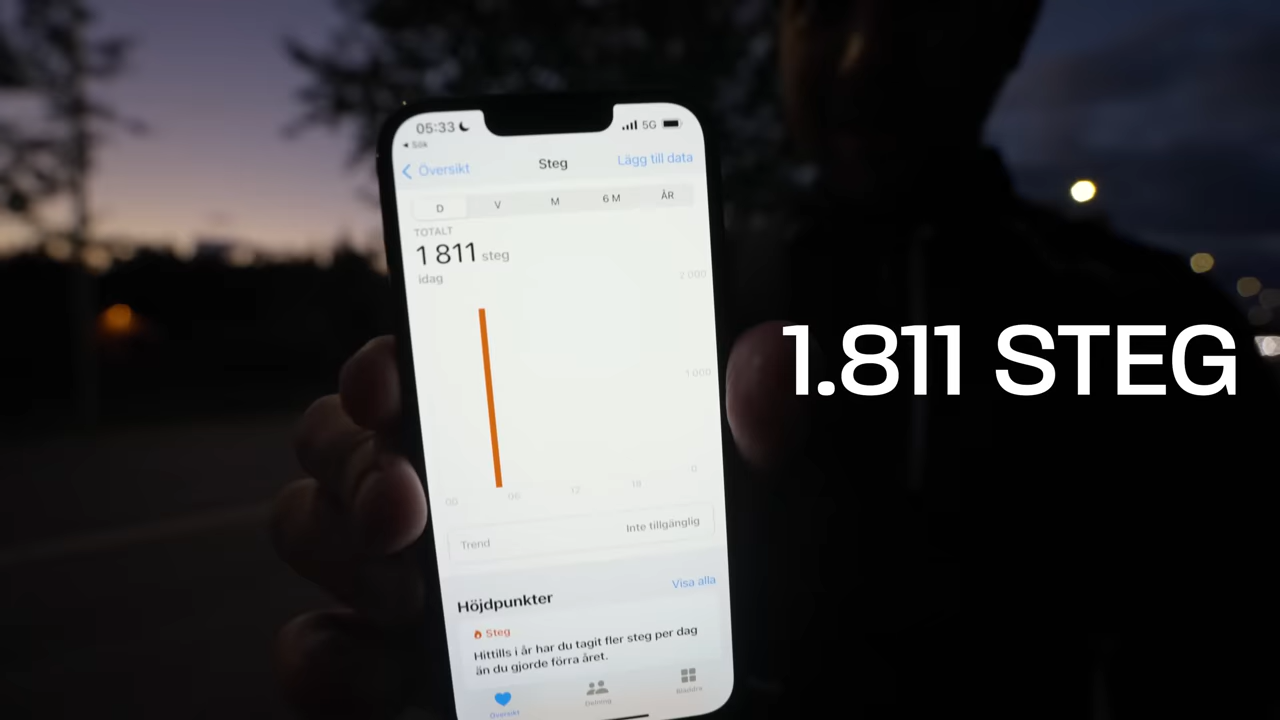 05:33 5G
Sök
Översikt Steg Lägg till data
D V M 6 M ÅR
TOTALT
1 811 steg
idag
2 000
1 000
0
00 06 12 18
Trend Inte tillgänglig
Höjdpunkter Visa alla
Steg
Hittills i år har du tagit fler steg per dag
än du gjorde förra året.
Översikt Delning Bläddra
1.811 STEG